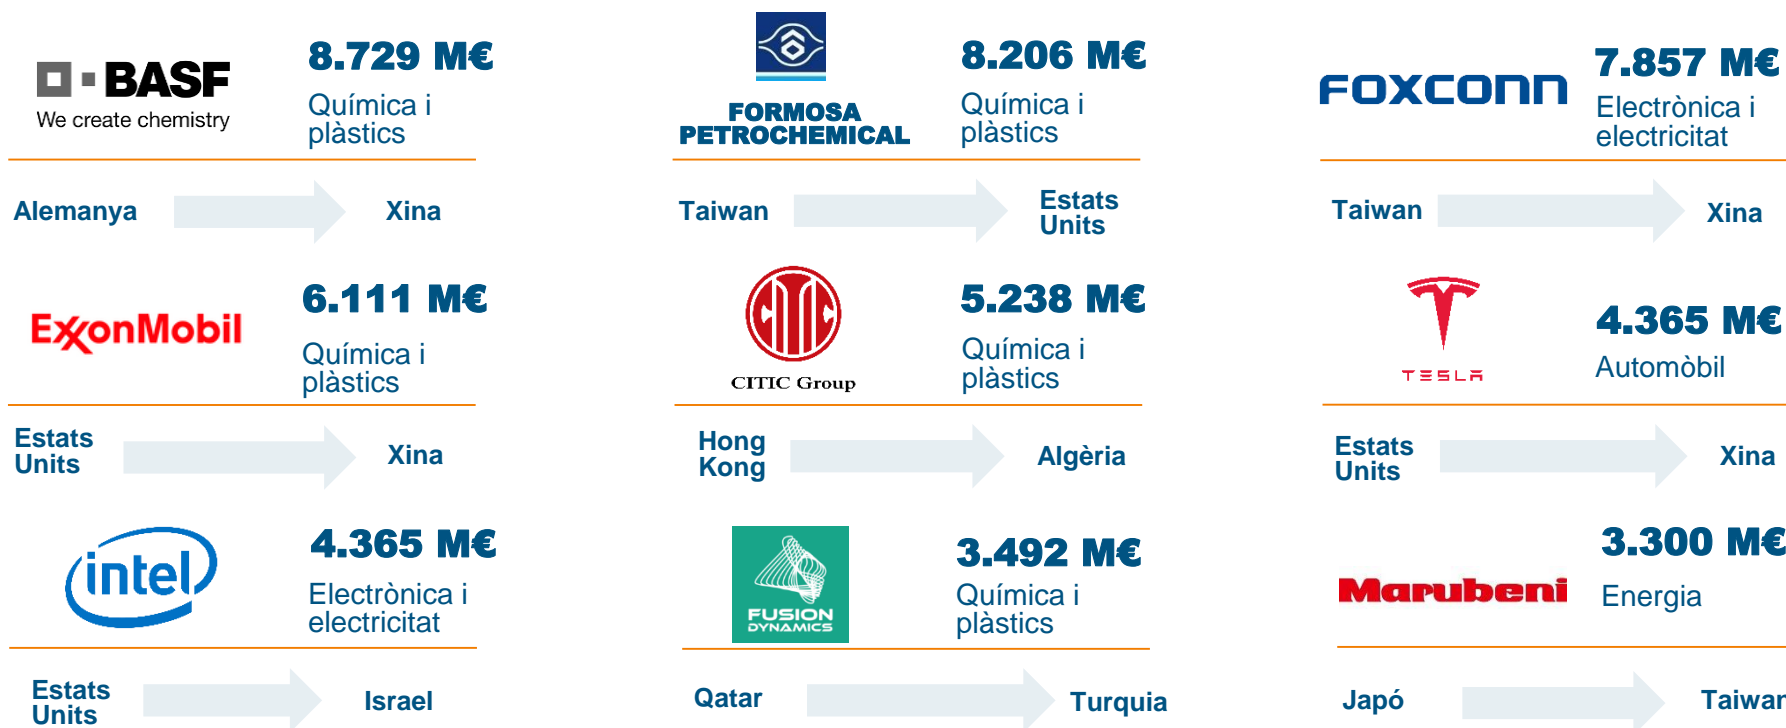 BASF
We create chemistry
8.729 M€
Química i
plàstics
Alemanya
Xina
FORMOSA
PETROCHEMICAL
8.206 M€
Química i
plàstics
Taiwan
Estats
Units
FOXCONN
7.857 M€
Electrònica i
electricitat
Taiwan
Xina
ExxonMobil
6.111 M€
Química i
plàstics
Estats
Units
Xina
CITIC Group
5.238 M€
Química i
plàstics
Hong
Kong
Algèria
TESLA
4.365 M€
Automòbil
Estats
Units
Xina
intel
4.365 M€
Electrònica i
electricitat
Estats
Units
Israel
FUSION
DYNAMICS
3.492 M€
Química i
plàstics
Qatar
Turquia
Marubeni
3.300 M€
Energia
Japó
Taiwan